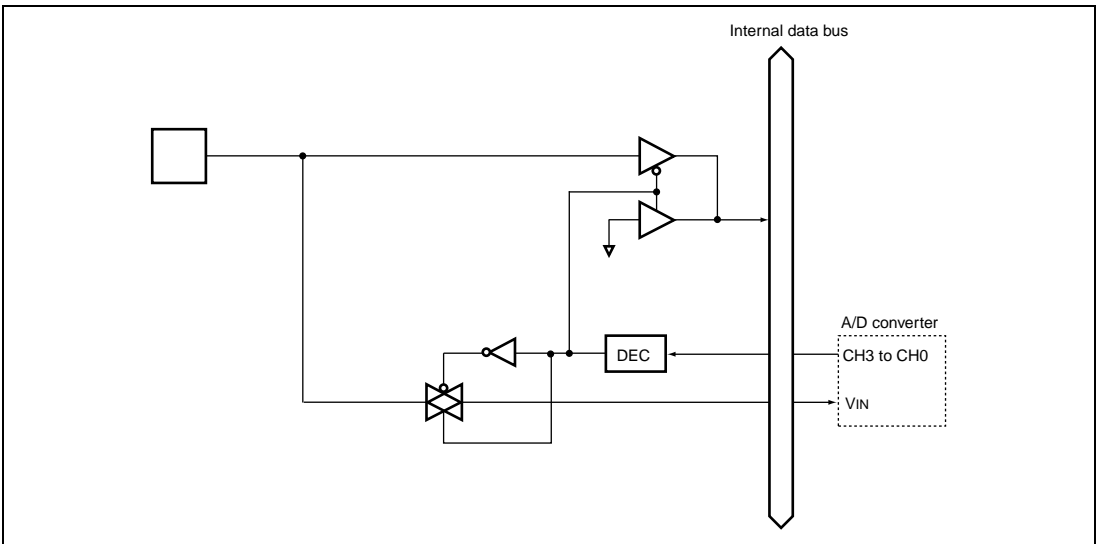 Internal data bus
A/D converter
DEC
CH3 to CH0
VIN